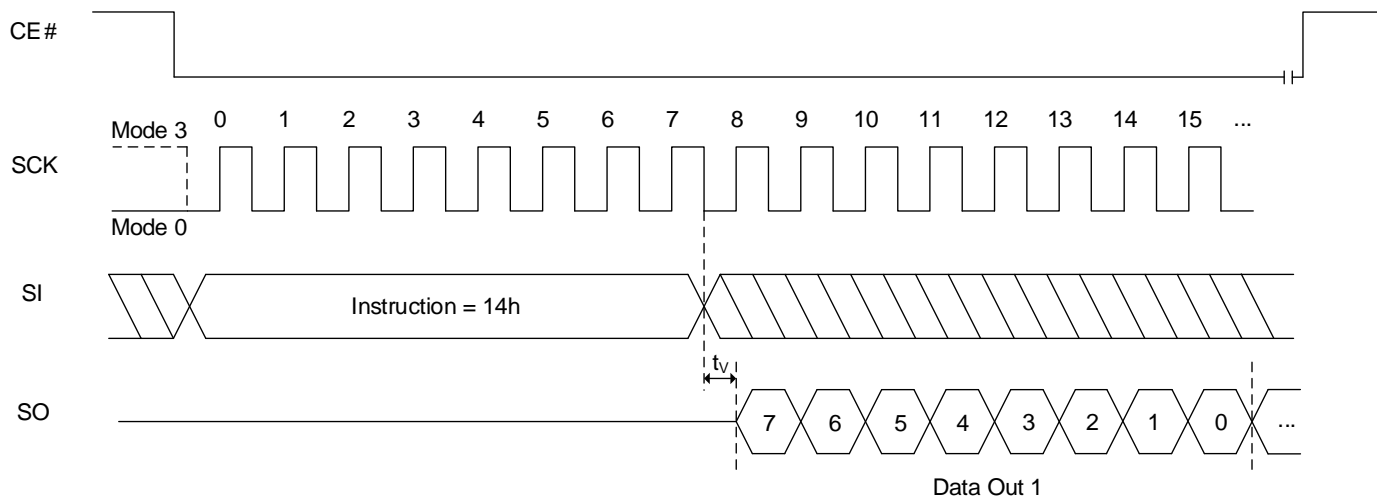 CE#
Mode 3
0 1 2 3 4 5 6 7 8 9 10 11 12 13 14 15 ...
SCK
Mode 0
SI
Instruction = 14h
tV
SO
7 6 5 4 3 2 1 0 ...
Data Out 1